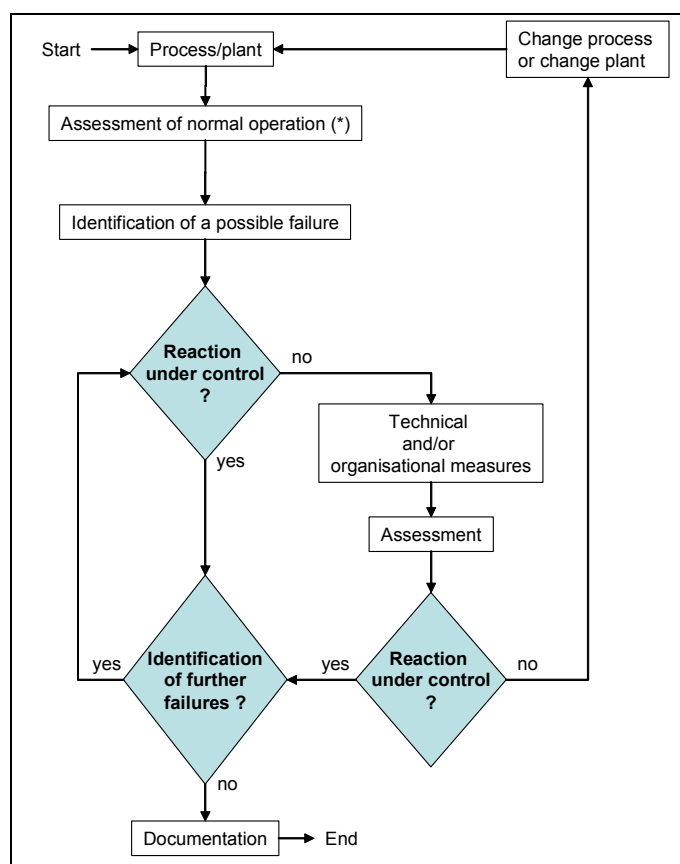 Start
Process/plant
Change process
or change plant
Assessment of normal operation (*)
Identification of a possible failure
Reaction
under control
?
no
yes
Technical
and/or
organisational measures
Assessment
Identification
of further
failures ?
yes
yes
Reaction
under control
?
no
no
Documentation
End